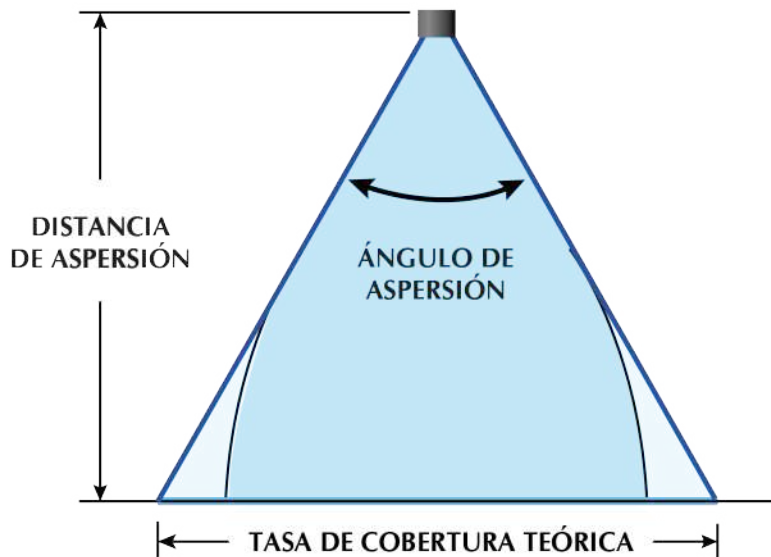 DISTANCIA
DE ASPERSIÓN
ÁNGULO DE
ASPERSIÓN
TASA DE COBERTURA TEÓRICA